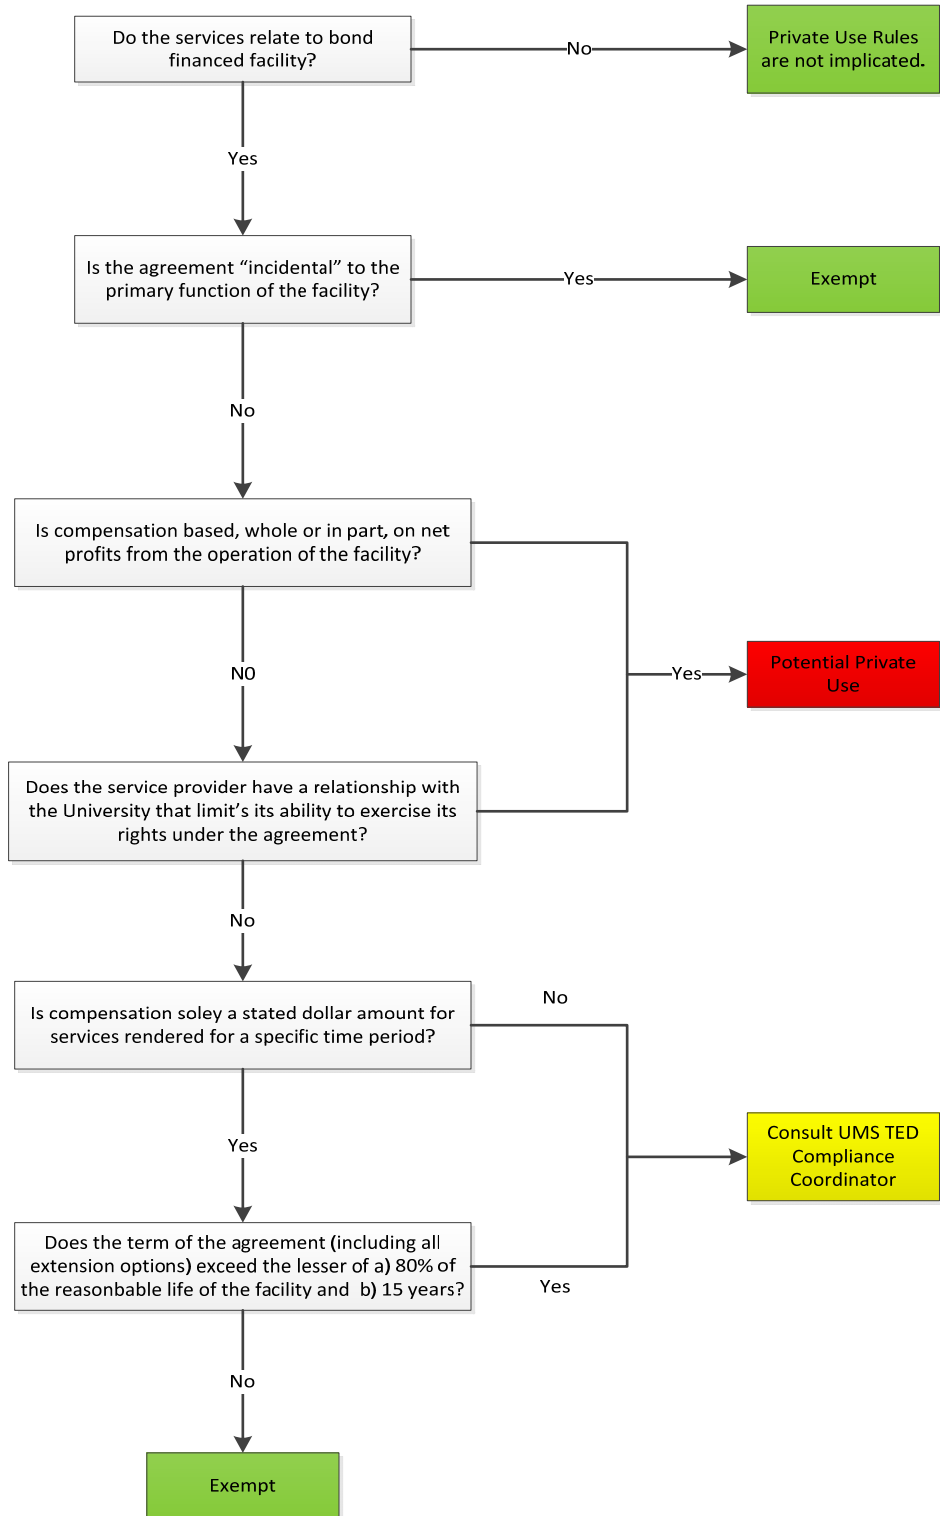 Do the services relate to bond
financed facility?
No
Private Use Rules
are not implicated.
Yes
Is the agreement “incidental” to the
primary function of the facility?
Yes
Exempt
No
Is compensation based, whole or in part, on net
profits from the operation of the facility?
N0
Yes
Potential Private
Use
Does the service provider have a relationship with
the University that limit’s its ability to exercise its
rights under the agreement?
No
Is compensation soley a stated dollar amount for
services rendered for a specific time period?
No
Yes
Consult UMS TED
Compliance
Coordinator
Does the term of the agreement (including all
extension options) exceed the lesser of a) 80% of
the reasonbable life of the facility and  b) 15 years?
Yes
No
Exempt